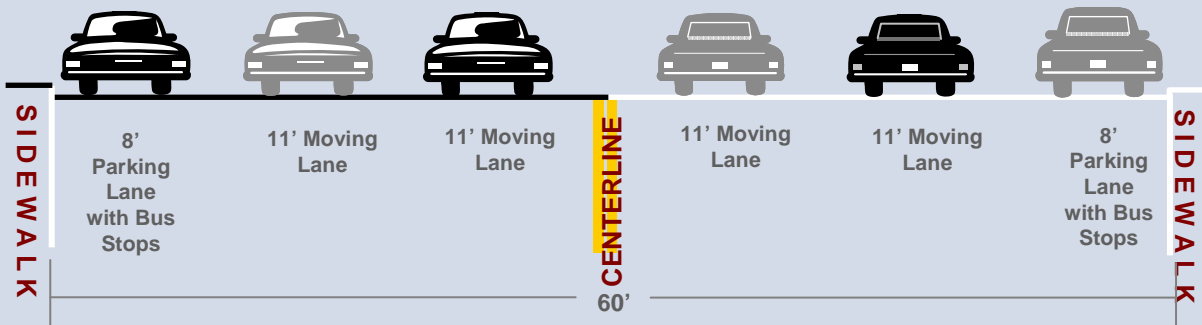 SIDEWALK
8’
Parking
Lane
with Bus
Stops
11’ Moving
Lane
11’ Moving
Lane
CENTERLINE
11’ Moving
Lane
11’ Moving
Lane
8’
Parking
Lane
with Bus
Stops
SIDEWALK
60’